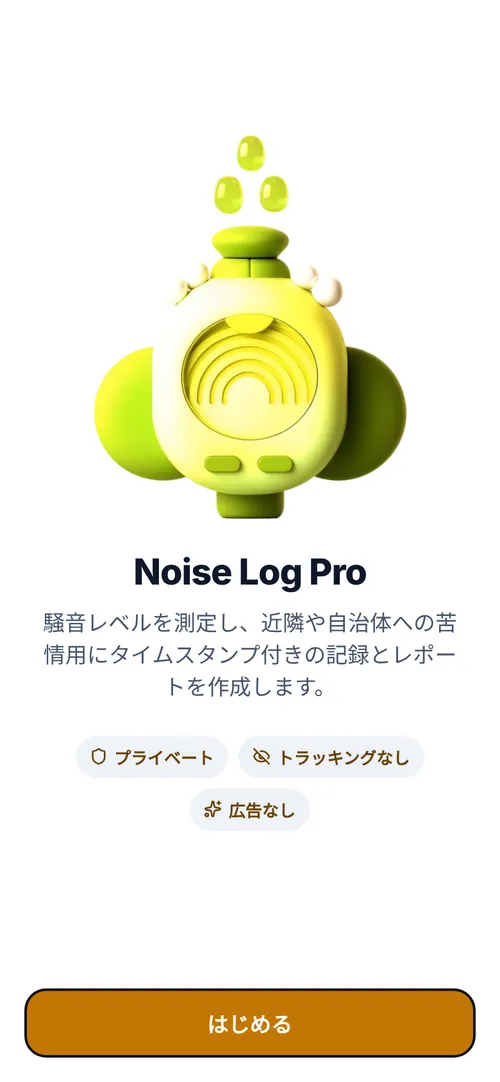 Noise Log Pro
騒音レベルを測定し、近隣や自治体への苦
情用にタイムスタンプ付きの記録とレポー
トを作成します。
プライベート
トラッキングなし
広告なし
はじめる